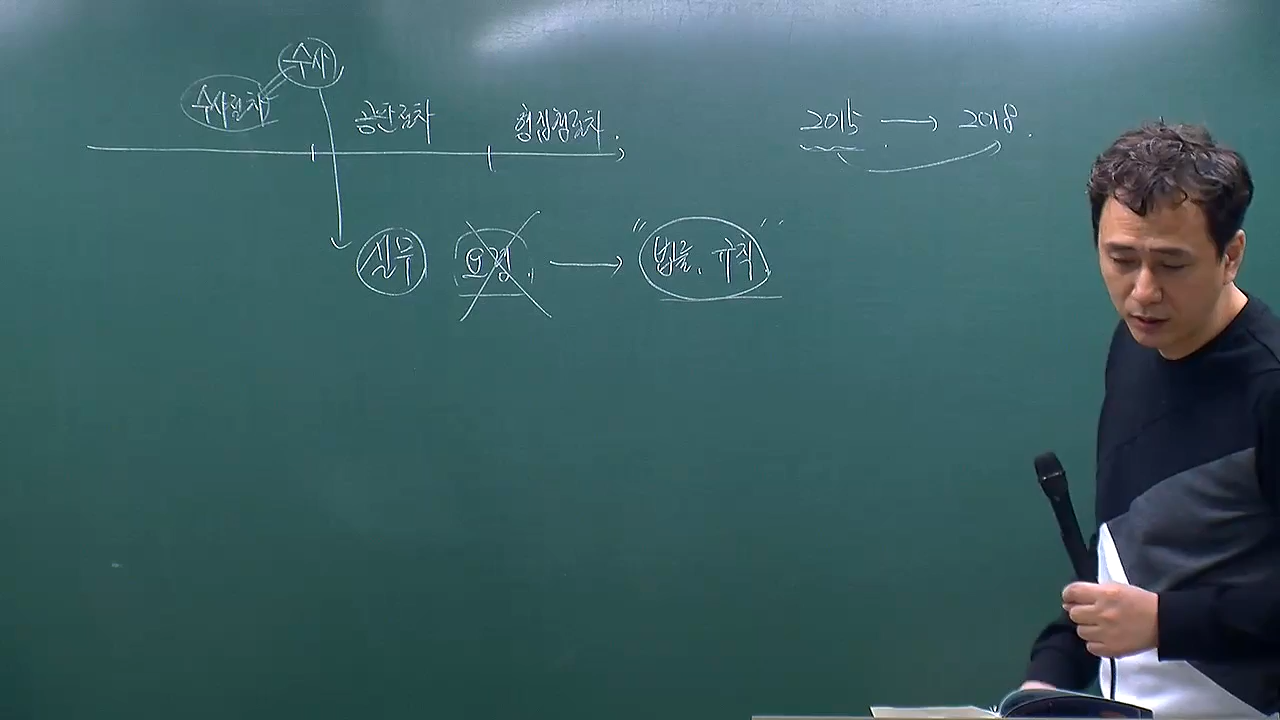 수사
수사절차 공판절차 형집행절차. 2015 → 2018.
실무 요령. → "법률, 규칙."